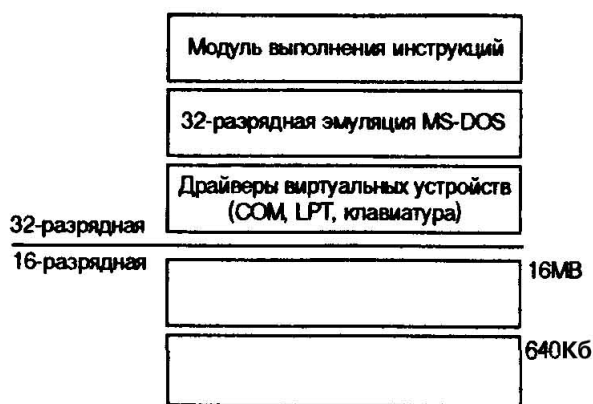 Модуль выполнения инструкций
32-разрядная эмуляция MS-DOS
Драйверы виртуальных устройств
(COM, LPT, клавиатура)
32-разрядная
16-разрядная
16MB
640Кб